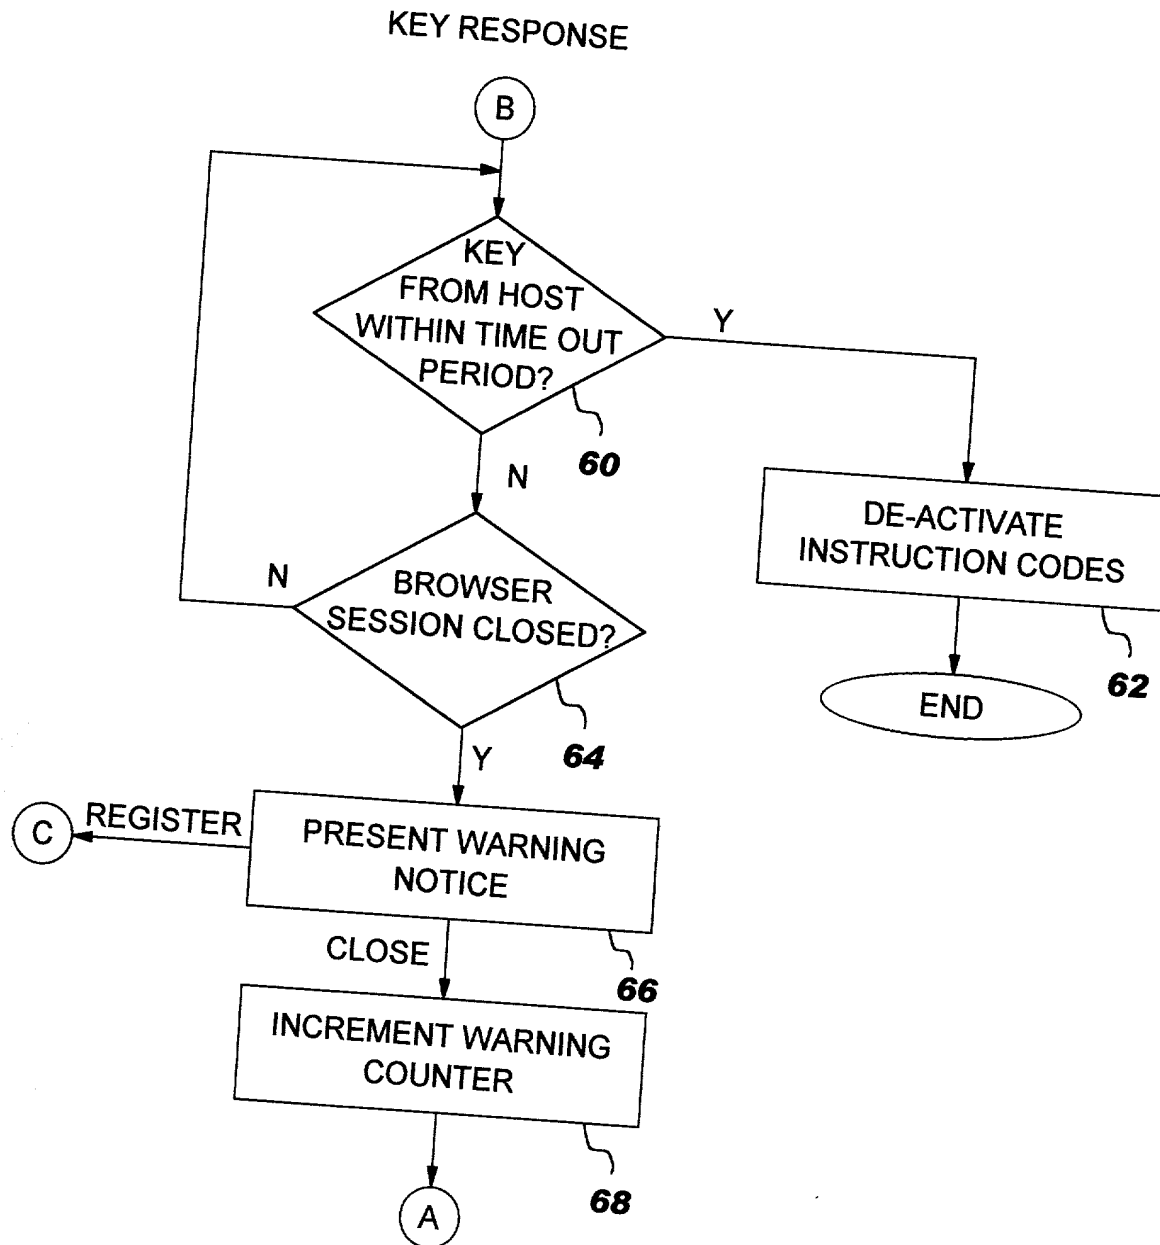 KEY RESPONSE
B
KEY
FROM HOST
WITHIN TIME OUT
PERIOD?
Y
60
N
DE-ACTIVATE
INSTRUCTION CODES
62
END
BROWSER
SESSION CLOSED?
N
64
Y
PRESENT WARNING
NOTICE
REGISTER
C
66
CLOSE
INCREMENT WARNING
COUNTER
68
A